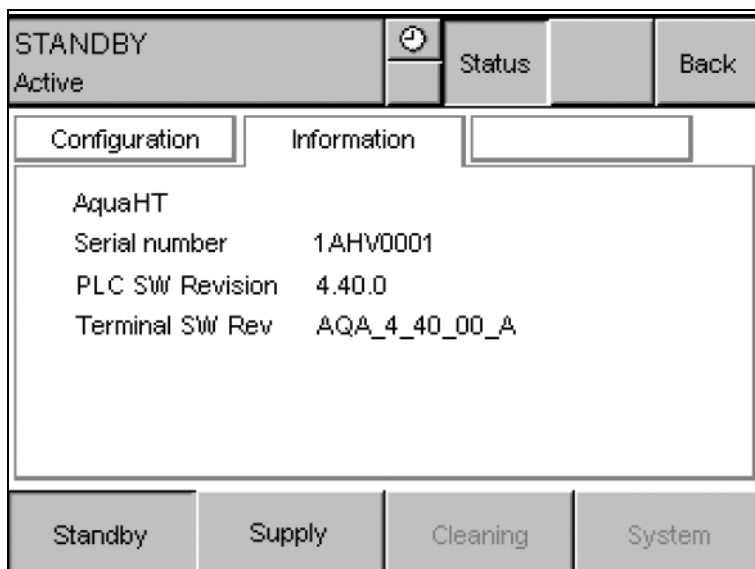 STANDBY
Active
Status
Back
Configuration
Information
AquaHT
Serial number 1AHV0001
PLC SW Revision 4.40.0
Terminal SW Rev AQA_4_40_00_A
Standby
Supply
Cleaning
System